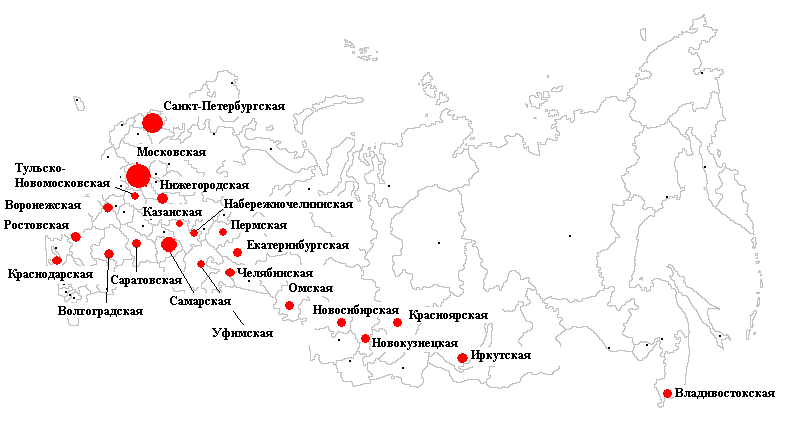 Санкт-Петербургская
Московская
Тульско-
Новомосковская
Нижегородская
Воронежская
Набережночелнинская
Казанская
Ростовская
Пермская
Екатеринбургская
Краснодарская
Саратовская
Челябинская
Омская
Самарская
Волгоградская
Новосибирская
Красноярская
Уфимская
Новокузнецкая
Иркутская
Владивостокская